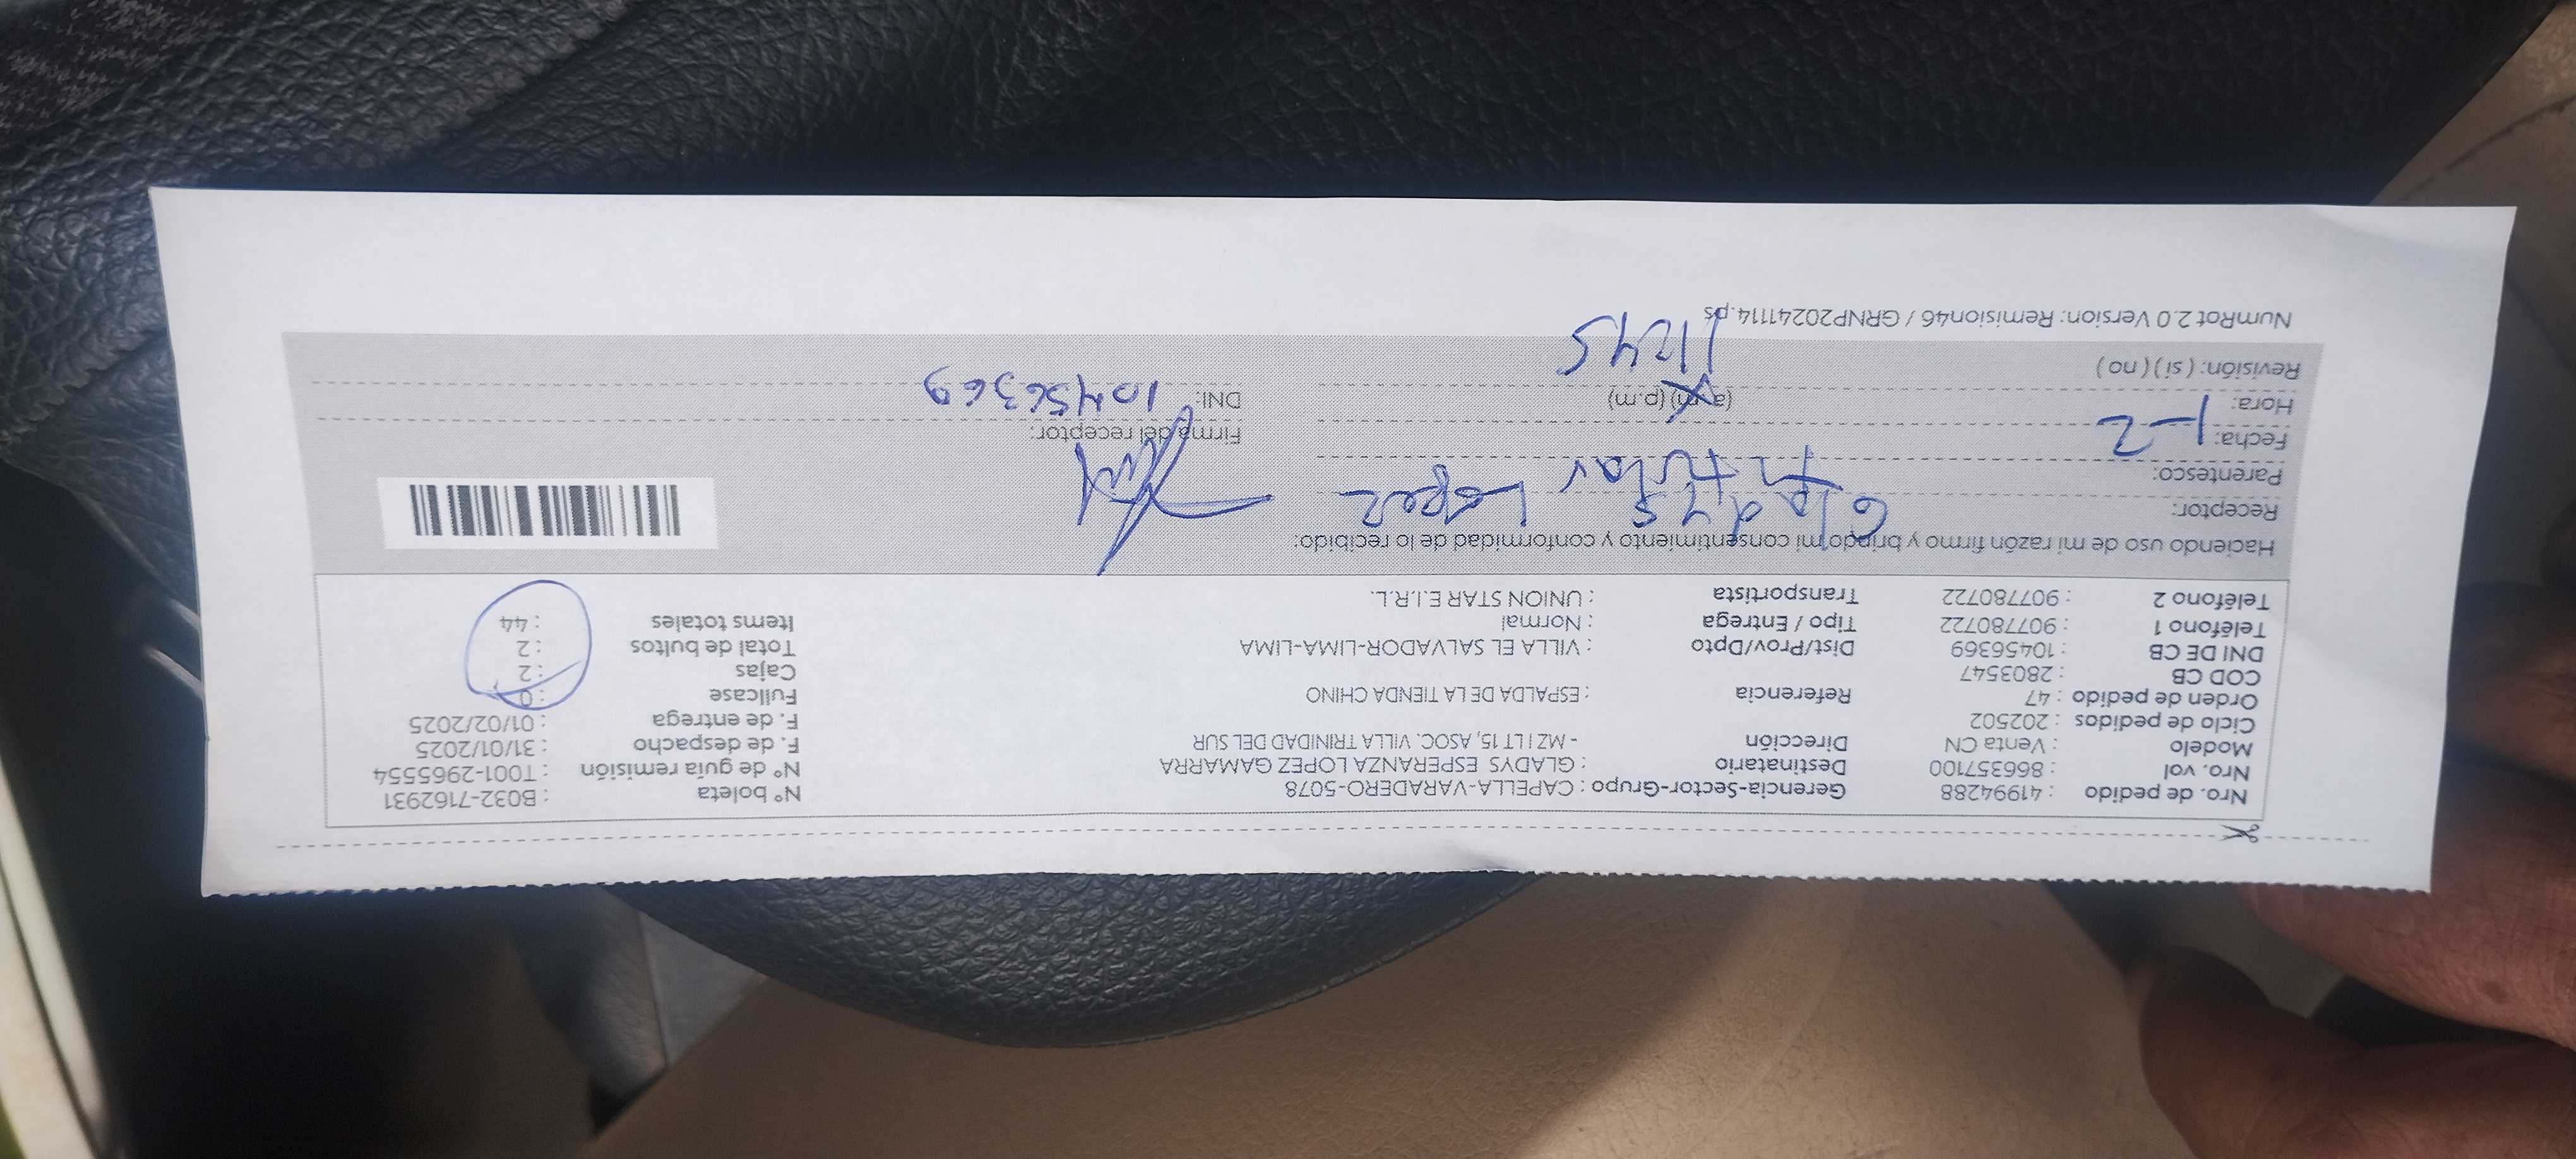 Nro. de pedido : 41994288 Gerencia-Sector-Grupo : CAPELLA-VARADERO-5078 N° boleta : B032-7162931
Nro. vol : 866357100 Destinatario : GLADYS ESPERANZA LOPEZ GAMARRA N° de guía remisión : T001-2965554
Modelo : Venta CN Dirección - MZ I LT 15, ASOC. VILLA TRINIDAD DEL SUR F. de despacho : 31/01/2025
Ciclo de pedidos : 202502 F. de entrega : 01/02/2025
Orden de pedido : 47 Referencia : ESPALDA DE LA TIENDA CHINO Fullcase : 0
COD CB : 2803547 Cajas : 2
DNI DE CB : 10456369 Dist/Prov/Dpto : VILLA EL SALVADOR-LIMA-LIMA Total de bultos : 2
Teléfono 1 : 907780722 Tipo / Entrega : Normal Items totales : 44
Teléfono 2 : 907780722 Transportista : UNION STAR E.I.R.L.
Haciendo uso de mi razón firmo y brindo mi consentimiento y conformidad de lo recibido:
Receptor: Gladys Lopez
Parentesco: titular
Fecha: 1-2 Firma del receptor:
Hora: (a.m) (p.m) DNI: 10456369
Revisión: ( si ) ( no ) 1245
NumRot 2.0 Version: Remision46 / GRNP20241114.ps